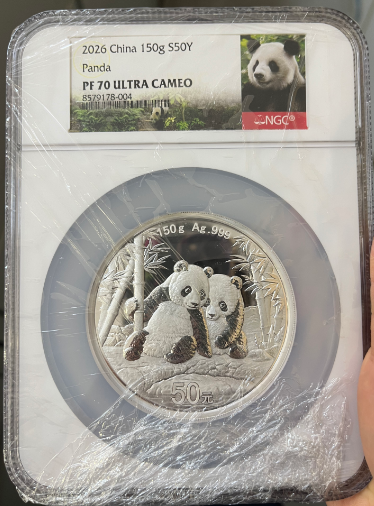 2026 China 150g S50Y
Panda
PF 70 ULTRA CAMEO
8579178-004
NGC®
150g Ag.999
50元